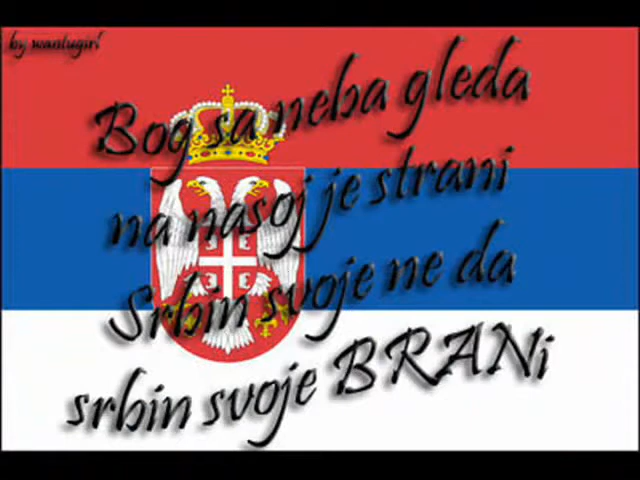 by wantugirl
Bog sa neba gleda
na nasoj je strani
Srbin svoje ne da
srbin svoje BRANi